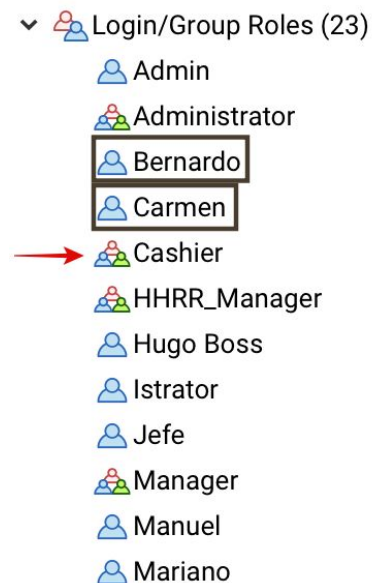 Login/Group Roles (23)
Admin
Administrator
Bernardo
Carmen
Cashier
HHRR_Manager
Hugo Boss
Istrator
Jefe
Manager
Manuel
Mariano